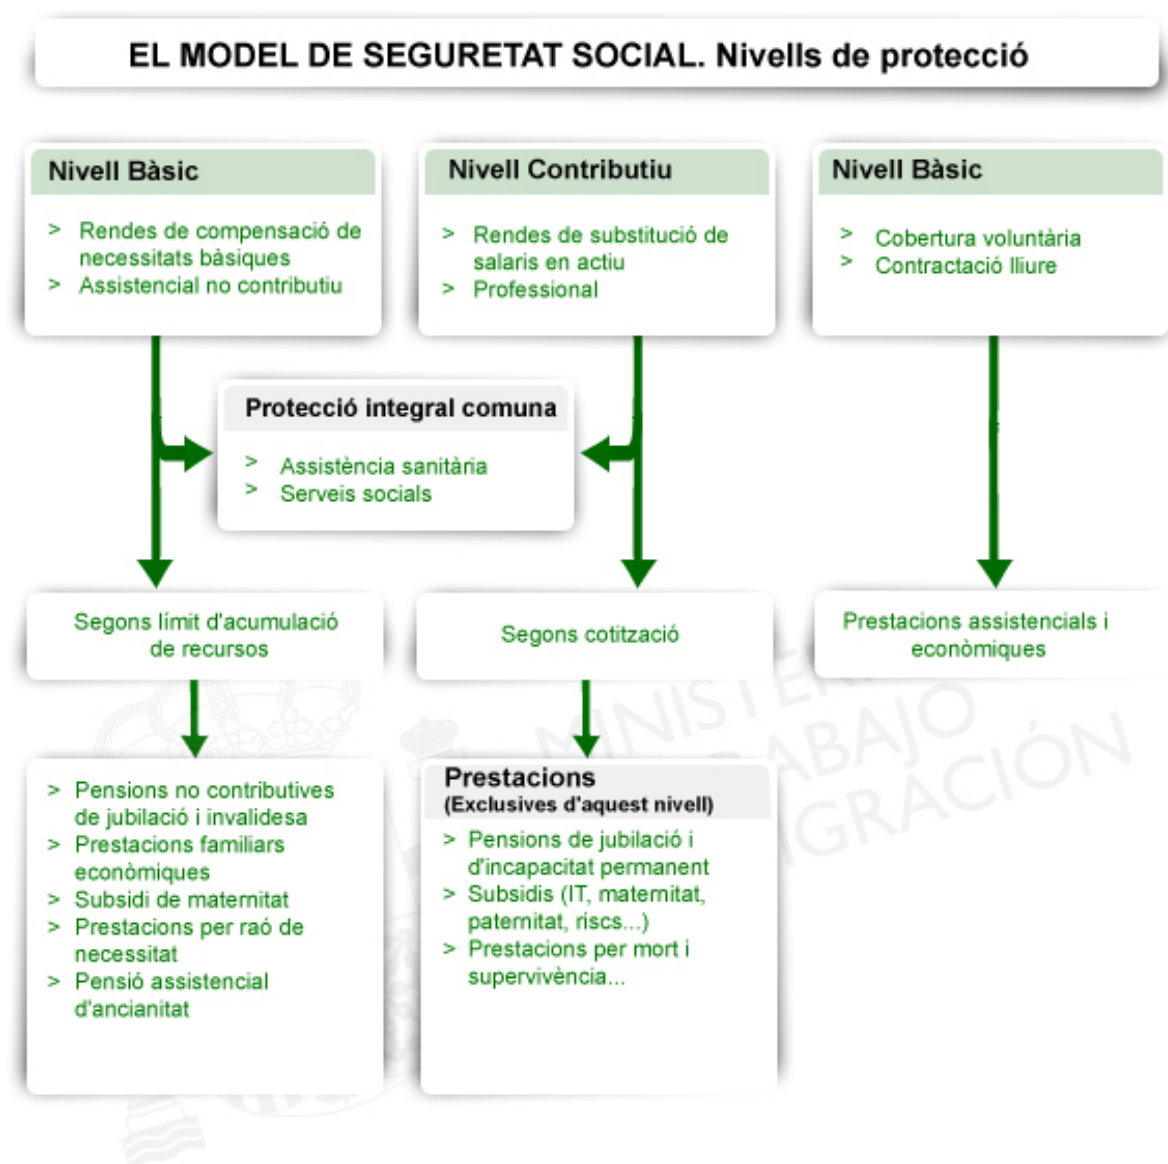 EL MODEL DE SEGURETAT SOCIAL. Nivells de protecció
Nivell Bàsic
> Rendes de compensació de
necessitats bàsiques
> Assistencial no contributiu
Nivell Contributiu
> Rendes de substitució de
salaris en actiu
> Professional
Nivell Bàsic
> Cobertura voluntària
> Contractació lliure
Protecció integral comuna
> Assistència sanitària
> Serveis socials
Segons límit d'acumulació
de recursos
Segons cotització
Prestacions assistencials i
econòmiques
> Pensions no contributives
de jubilació i invalidesa
> Prestacions familiars
econòmiques
> Subsidi de maternitat
> Prestacions per raó de
necessitat
> Pensió assistencial
d'ancianitat
Prestacions
(Exclusives d'aquest nivell)
> Pensions de jubilació i
d'incapacitat permanent
> Subsidis (IT, maternitat,
paternitat, riscs...)
> Prestacions per mort i
supervivència...